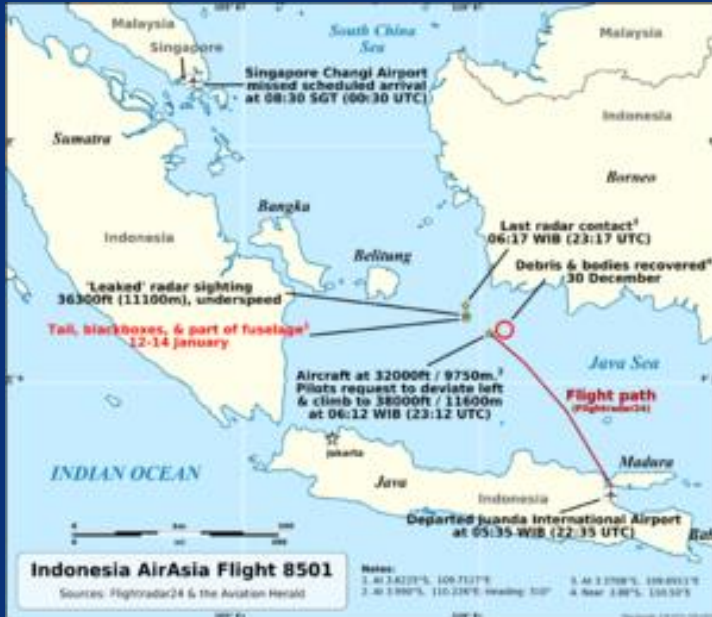 Malaysia
Singapore
South China
Sea
Malaysia
Singapore Changi Airport
missed scheduled arrival
at 08:30 SGT (00:30 UTC)
Indonesia
Sumatra
Borneo
Bangka
Indonesia
Belitung
Last radar contact³
06:17 WIB (23:17 UTC)
'Leaked' radar sighting
36300ft (11100m), underspeed
Debris & bodies recovered⁴
30 December
Tail, blackboxes, & part of fuselage¹
12-14 January
Aircraft at 32000ft / 9750m.²
Pilots request to deviate left
& climb to 38000ft / 11600m
at 06:12 WIB (23:12 UTC)
Java Sea
Flight path
(Flightradar24)
Jakarta
Madura
INDIAN OCEAN
Java
Indonesia
Departed Juanda International Airport
at 05:35 WIB (22:35 UTC)
Indonesia AirAsia Flight 8501
Sources: Flightradar24 & the Aviation Herald
Notes: